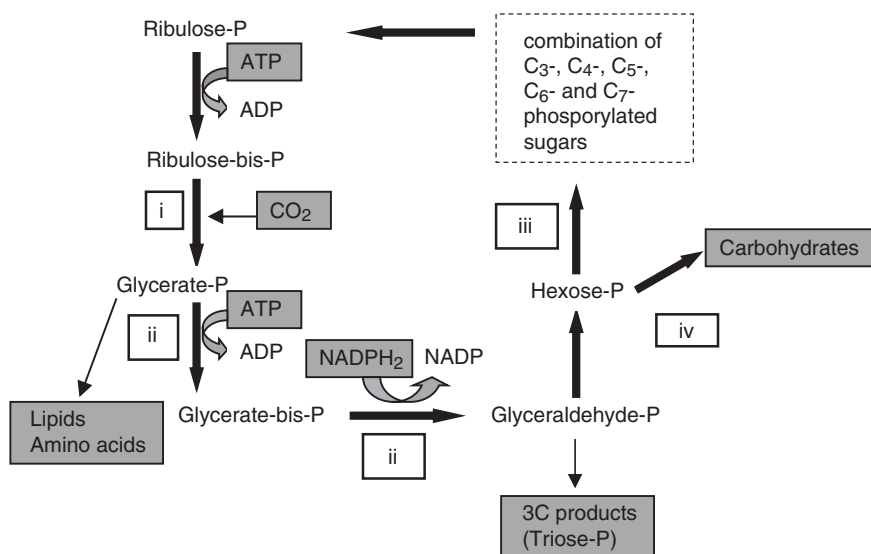 Ribulose-P
ATP
ADP
Ribulose-bis-P
i
CO2
Glycerate-P
ii
ATP
ADP
Lipids
Amino acids
Glycerate-bis-P
NADPH2
NADP
ii
Glyceraldehyde-P
3C products
(Triose-P)
Hexose-P
iv
Carbohydrates
iii
combination of
C3-, C4-, C5-,
C6- and C7-
phosporylated
sugars